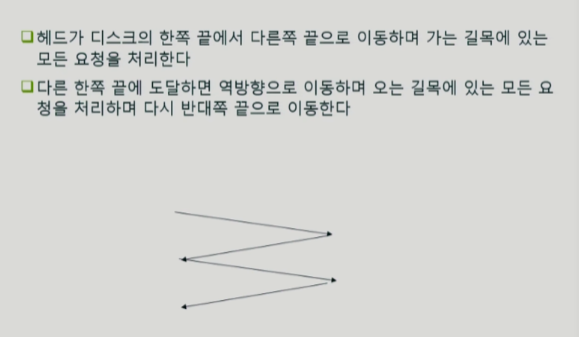 헤드가 디스크의 한쪽 끝에서 다른쪽 끝으로 이동하며 가는 길목에 있는
모든 요청을 처리한다
다른 한쪽 끝에 도달하면 역방향으로 이동하며 오는 길목에 있는 모든 요
청을 처리하며 다시 반대쪽 끝으로 이동한다